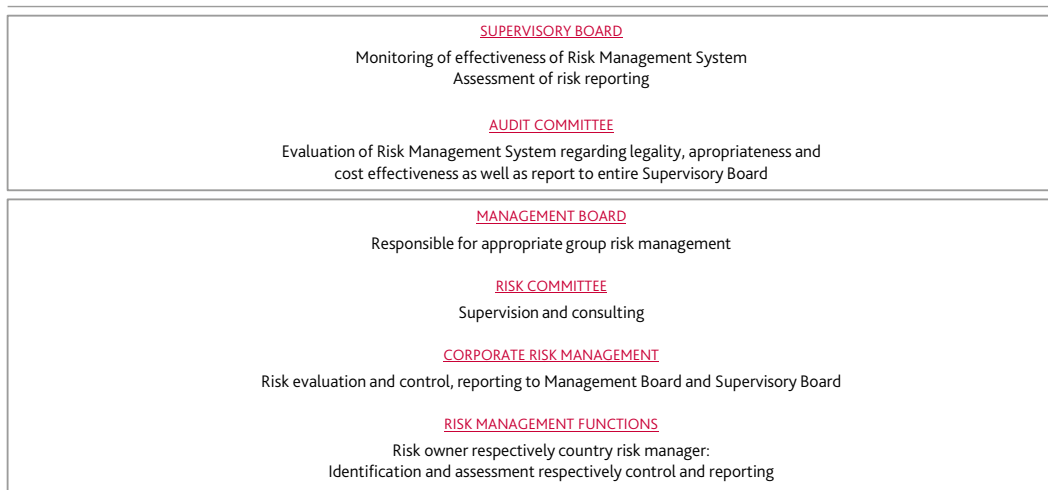 SUPERVISORY BOARD
Monitoring of effectiveness of Risk Management System
Assessment of risk reporting
AUDIT COMMITTEE
Evaluation of Risk Management System regarding legality, apropriateness and
cost effectiveness as well as report to entire Supervisory Board
MANAGEMENT BOARD
Responsible for appropriate group risk management
RISK COMMITTEE
Supervision and consulting
CORPORATE RISK MANAGEMENT
Risk evaluation and control, reporting to Management Board and Supervisory Board
RISK MANAGEMENT FUNCTIONS
Risk owner respectively country risk manager:
Identification and assessment respectively control and reporting